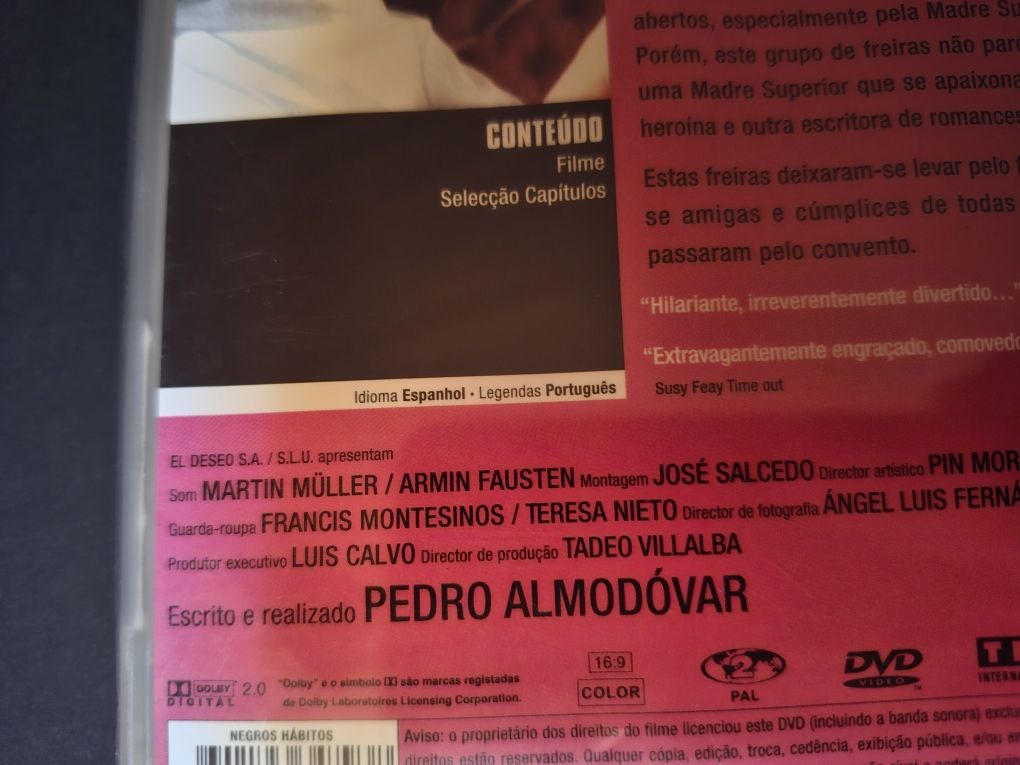 abertos, especialmente pela Madre
Porém, este grupo de freiras não
uma Madre Superior que se apaixona
heroína e outra escritora de romances
Estas freiras deixaram-se levar pelo
se amigas e cúmplices de todas
passaram pelo convento.
"Hilariante, irreverentemente divertido..."
"Extravagantemente engraçado,
Susy Feay Time out
CONTEÚDO
Filme
Selecção Capítulos
Idioma Espanhol • Legendas Português
EL DESEO S.A. / S.L.U. apresentam
Som MARTIN MÜLLER / ARMIN FAUSTEN Montagem JOSÉ SALCEDO Director artístico PIN
Guarda-roupa FRANCIS MONTESINOS / TERESA NIETO Director de fotografia ÁNGEL LUIS
Produtor executivo LUIS CALVO Director de produção TADEO VILLALBA
Escrito e realizado PEDRO ALMODÓVAR
DOLBY DIGITAL 2.0
"Dolby" e o símbolo são marcas registadas
de Dolby Laboratoires Licensing Corporation.
16:9
COLOR
2
PAL
DVD
VIDEO
NEGROS HÁBITOS
Aviso: o proprietário dos direitos do filme licenciou este DVD (incluindo a banda sonora)
direitos estão reservados. Qualquer cópia, edição, troca, cedência, exibição pública, e/ou